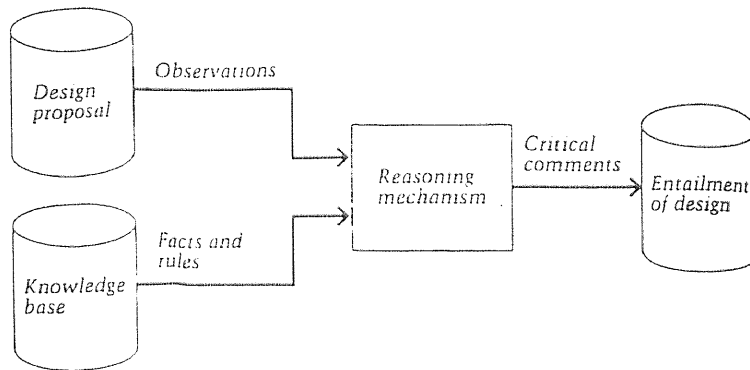 Design
proposal
Observations
Knowledge
base
Facts and
rules
Reasoning
mechanism
Critical
comments
Entailment
of design